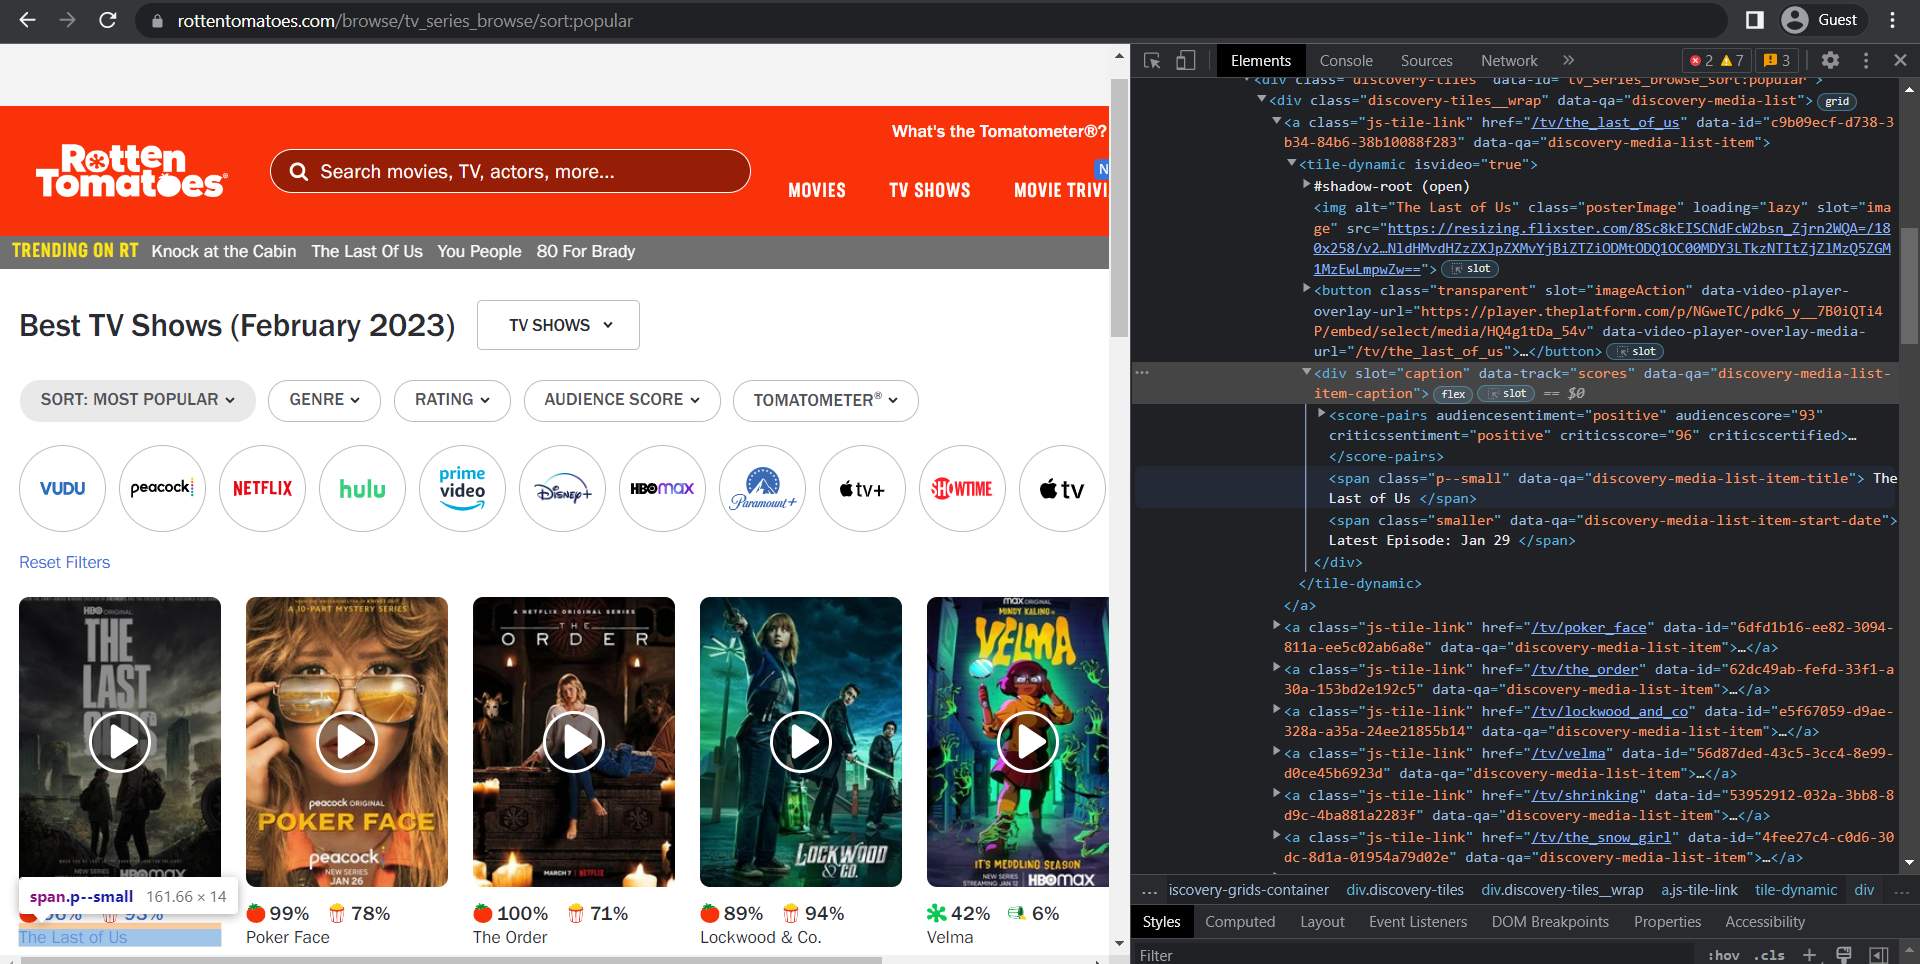 rottentomatoes.com/browse/tv_series_browse/sort:popular
Guest
What's the Tomatometer®?
Rotten
Tomatoes
Search movies, TV, actors, more...
MOVIES
TV SHOWS
MOVIE TRIVI
N
TRENDING ON RT
Knock at the Cabin
The Last Of Us
You People
80 For Brady
Best TV Shows (February 2023)
TV SHOWS
SORT: MOST POPULAR
GENRE
RATING
AUDIENCE SCORE
TOMATOMETER®
VUDU
peacock
NETFLIX
hulu
prime video
Disney+
HBOMAX
Paramount+
tv+
SHOWTIME
tv
Reset Filters
HBO ORIGINAL
THE
LAST
span.p--small 161.66 × 14
96% 93%
The Last of Us
A 10-PART MYSTERY SERIES
peacock ORIGINAL
POKER FACE
peacock
NEW SERIES
JAN 26
99% 78%
Poker Face
A NETFLIX ORIGINAL SERIES
THE
ORDER
MARCH 7 | NETFLIX
100% 71%
The Order
LOCKWOOD
& CO.
89% 94%
Lockwood & Co.
max ORIGINAL
MINDY KALING
VELMA
IT'S MEDDLING SEASON
NEW SERIES
STREAMING JAN 12 HBOmax
42% 6%
Velma
Elements
Console
Sources
Network
2
7
3
<div class="discovery-tiles" data-id="tv_series_browse_sort:popular">
<div class="discovery-tiles__wrap" data-qa="discovery-media-list"> grid
<a class="js-tile-link" href="/tv/the_last_of_us" data-id="c9b09ecf-d738-3
b34-84b6-38b10088f283" data-qa="discovery-media-list-item">
<tile-dynamic isvideo="true">
#shadow-root (open)
<img alt="The Last of Us" class="posterImage" loading="lazy" slot="ima
ge" src="https://resizing.flixster.com/8Sc8kEISCNdFcW2bsn_Zjrn2WQA=/18
0x258/v2…NldHMvdHZzZXJpZXMvYjBiZTZiODMtODQ1OC00MDY3LTkzNTItZjZlMzQ5ZGM
1MzEwLmpwZw=="> slot
<button class="transparent" slot="imageAction" data-video-player-
overlay-url="https://player.theplatform.com/p/NGweTC/pdk6_y__7B0iQTi4
P/embed/select/media/HQ4g1tDa_54v" data-video-player-overlay-media-
url="/tv/the_last_of_us">…</button> slot
<div slot="caption" data-track="scores" data-qa="discovery-media-list-
item-caption"> flex slot == $0
<score-pairs audiencesentiment="positive" audiencescore="93"
criticssentiment="positive" criticsscore="96" criticscertified>…
</score-pairs>
<span class="p--small" data-qa="discovery-media-list-item-title"> The
Last of Us </span>
<span class="smaller" data-qa="discovery-media-list-item-start-date">
Latest Episode: Jan 29 </span>
</div>
</tile-dynamic>
</a>
<a class="js-tile-link" href="/tv/poker_face" data-id="6dfd1b16-ee82-3094-
811a-ee5c02ab6a8e" data-qa="discovery-media-list-item">…</a>
<a class="js-tile-link" href="/tv/the_order" data-id="62dc49ab-fefd-33f1-a
30a-153bd2e192c5" data-qa="discovery-media-list-item">…</a>
<a class="js-tile-link" href="/tv/lockwood_and_co" data-id="e5f67059-d9ae-
328a-a35a-24ee21855b14" data-qa="discovery-media-list-item">…</a>
<a class="js-tile-link" href="/tv/velma" data-id="56d87ded-43c5-3cc4-8e99-
d0ce45b6923d" data-qa="discovery-media-list-item">…</a>
<a class="js-tile-link" href="/tv/shrinking" data-id="53952912-032a-3bb8-8
d9c-4ba881a2283f" data-qa="discovery-media-list-item">…</a>
<a class="js-tile-link" href="/tv/the_snow_girl" data-id="4fee27c4-c0d6-30
dc-8d1a-01954a79d02e" data-qa="discovery-media-list-item">…</a>
... iscovery-grids-container div.discovery-tiles div.discovery-tiles__wrap a.js-tile-link tile-dynamic div ...
Styles
Computed
Layout
Event Listeners
DOM Breakpoints
Properties
Accessibility
Filter
:hov .cls +